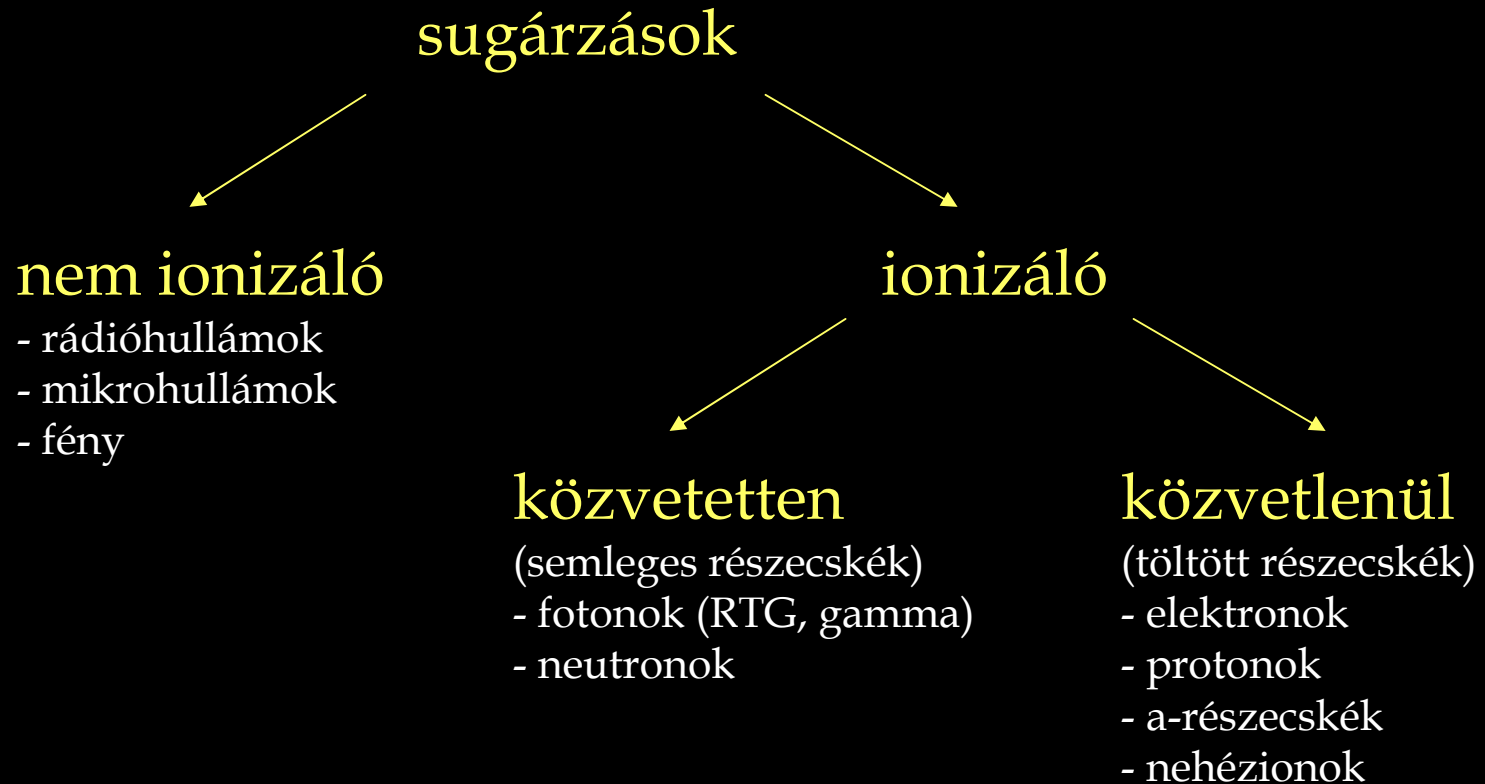 sugárzások
nem ionizáló
- rádióhullámok
- mikrohullámok
- fény
ionizáló
közvetetten
(semleges részecskék)
- fotonok (RTG, gamma)
- neutronok
közvetlenül
(töltött részecskék)
- elektronok
- protonok
- a-részecskék
- nehézionok